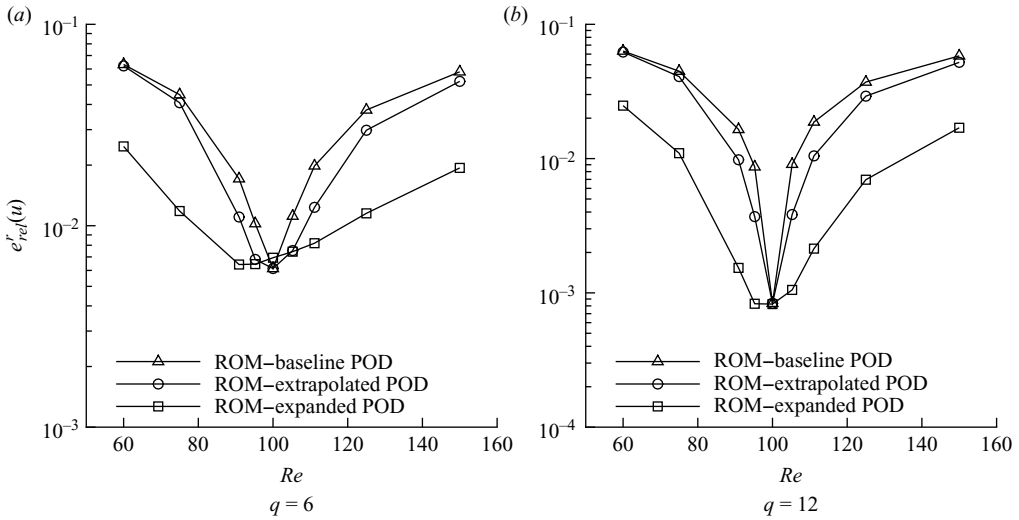 (a)
10⁻¹
10⁻²
10⁻³
eʳrel(u)
ROM–baseline POD
ROM–extrapolated POD
ROM–expanded POD
60 80 100 120 140 160
Re
q = 6
(b)
10⁻¹
10⁻²
10⁻³
10⁻⁴
ROM–baseline POD
ROM–extrapolated POD
ROM–expanded POD
60 80 100 120 140 160
Re
q = 12